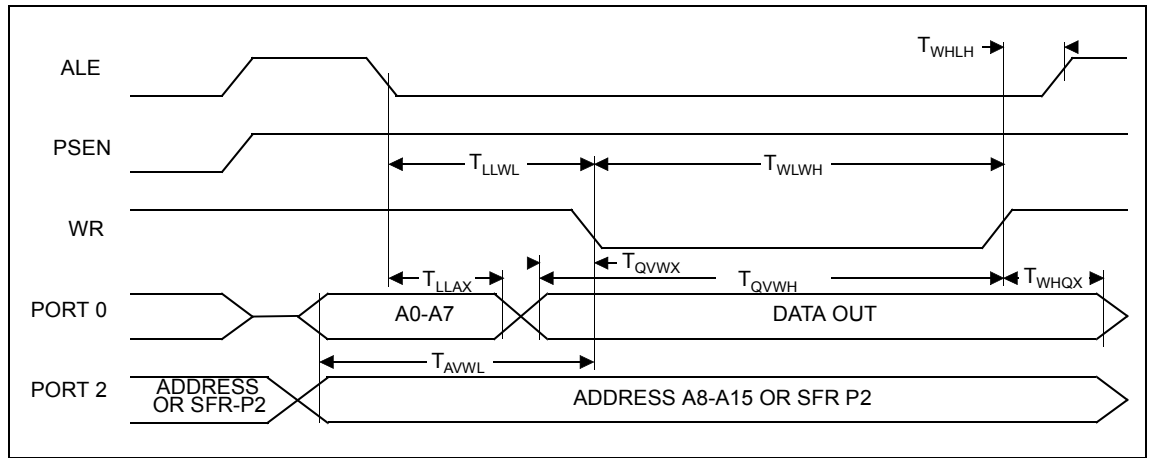 ALE
T_WHLH
PSEN
T_LLWL
T_WLWH
WR
T_LLAX
T_QVWX
T_QVWH
T_WHQX
PORT 0
A0-A7
DATA OUT
T_AVWL
PORT 2
ADDRESS
OR SFR-P2
ADDRESS A8-A15 OR SFR P2